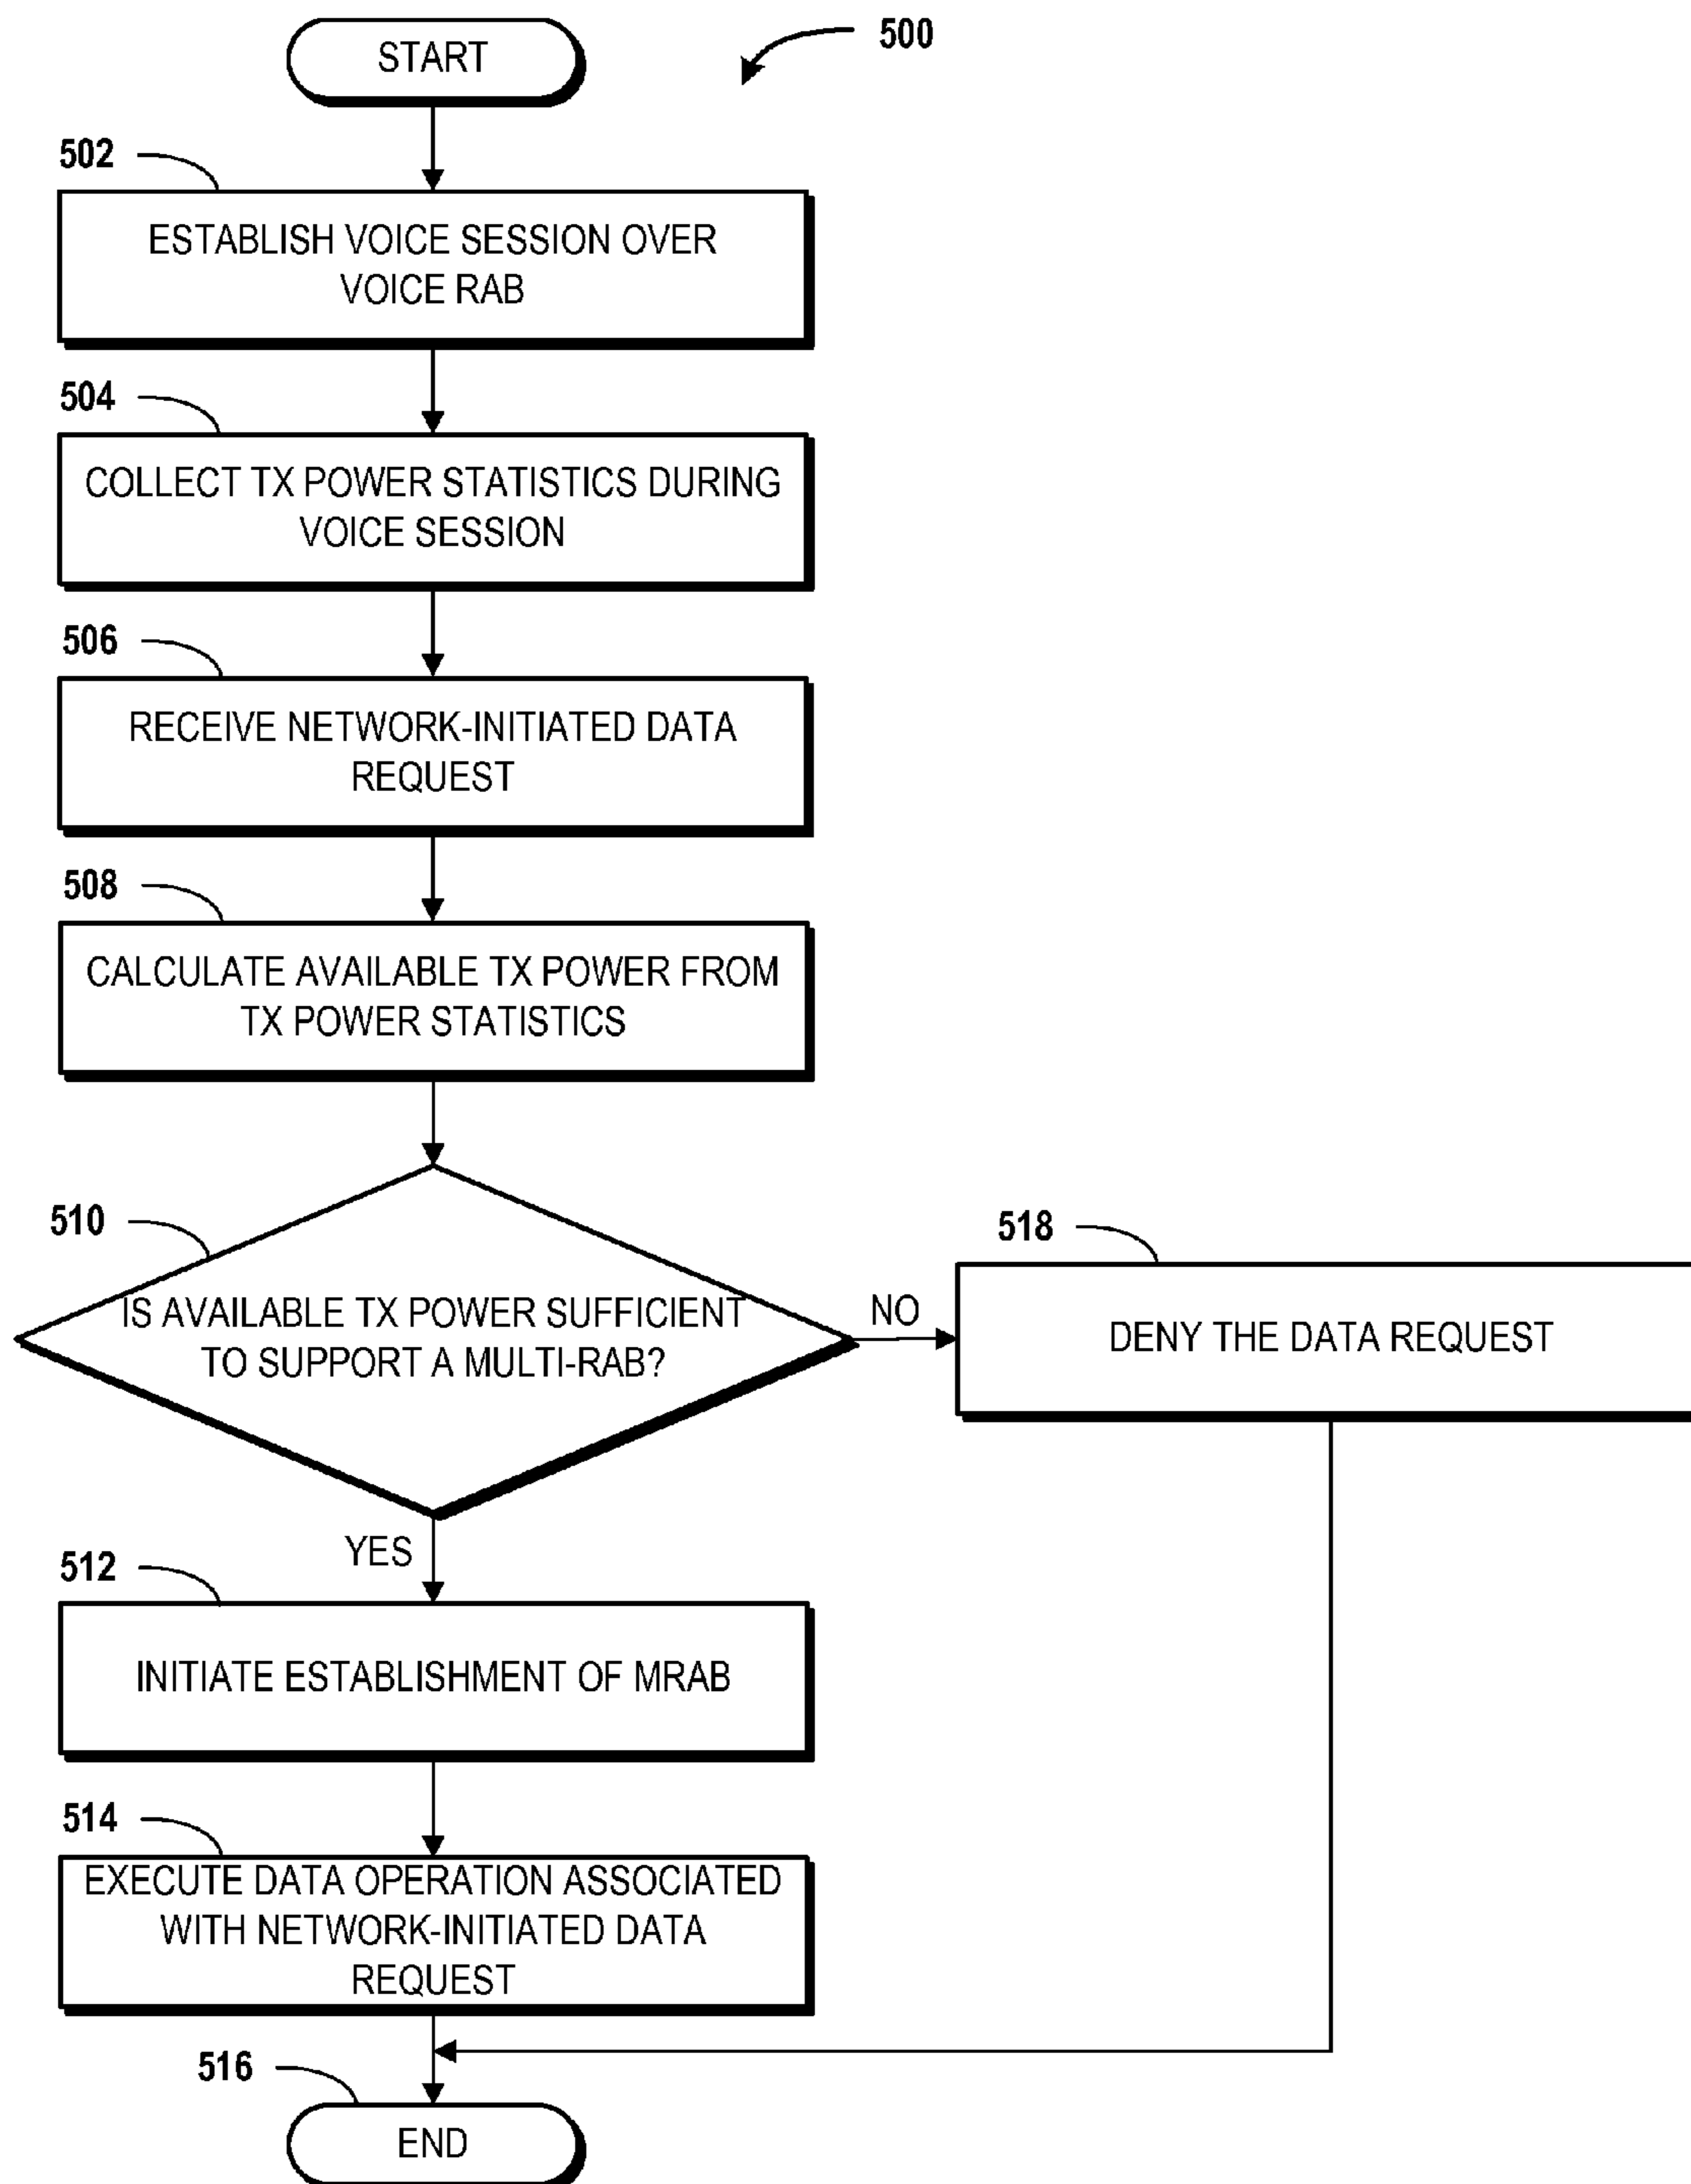 START
500
502
ESTABLISH VOICE SESSION OVER
VOICE RAB
504
COLLECT TX POWER STATISTICS DURING
VOICE SESSION
506
RECEIVE NETWORK-INITIATED DATA
REQUEST
508
CALCULATE AVAILABLE TX POWER FROM
TX POWER STATISTICS
510
IS AVAILABLE TX POWER SUFFICIENT
TO SUPPORT A MULTI-RAB?
NO
518
DENY THE DATA REQUEST
YES
512
INITIATE ESTABLISHMENT OF MRAB
514
EXECUTE DATA OPERATION ASSOCIATED
WITH NETWORK-INITIATED DATA
REQUEST
516
END